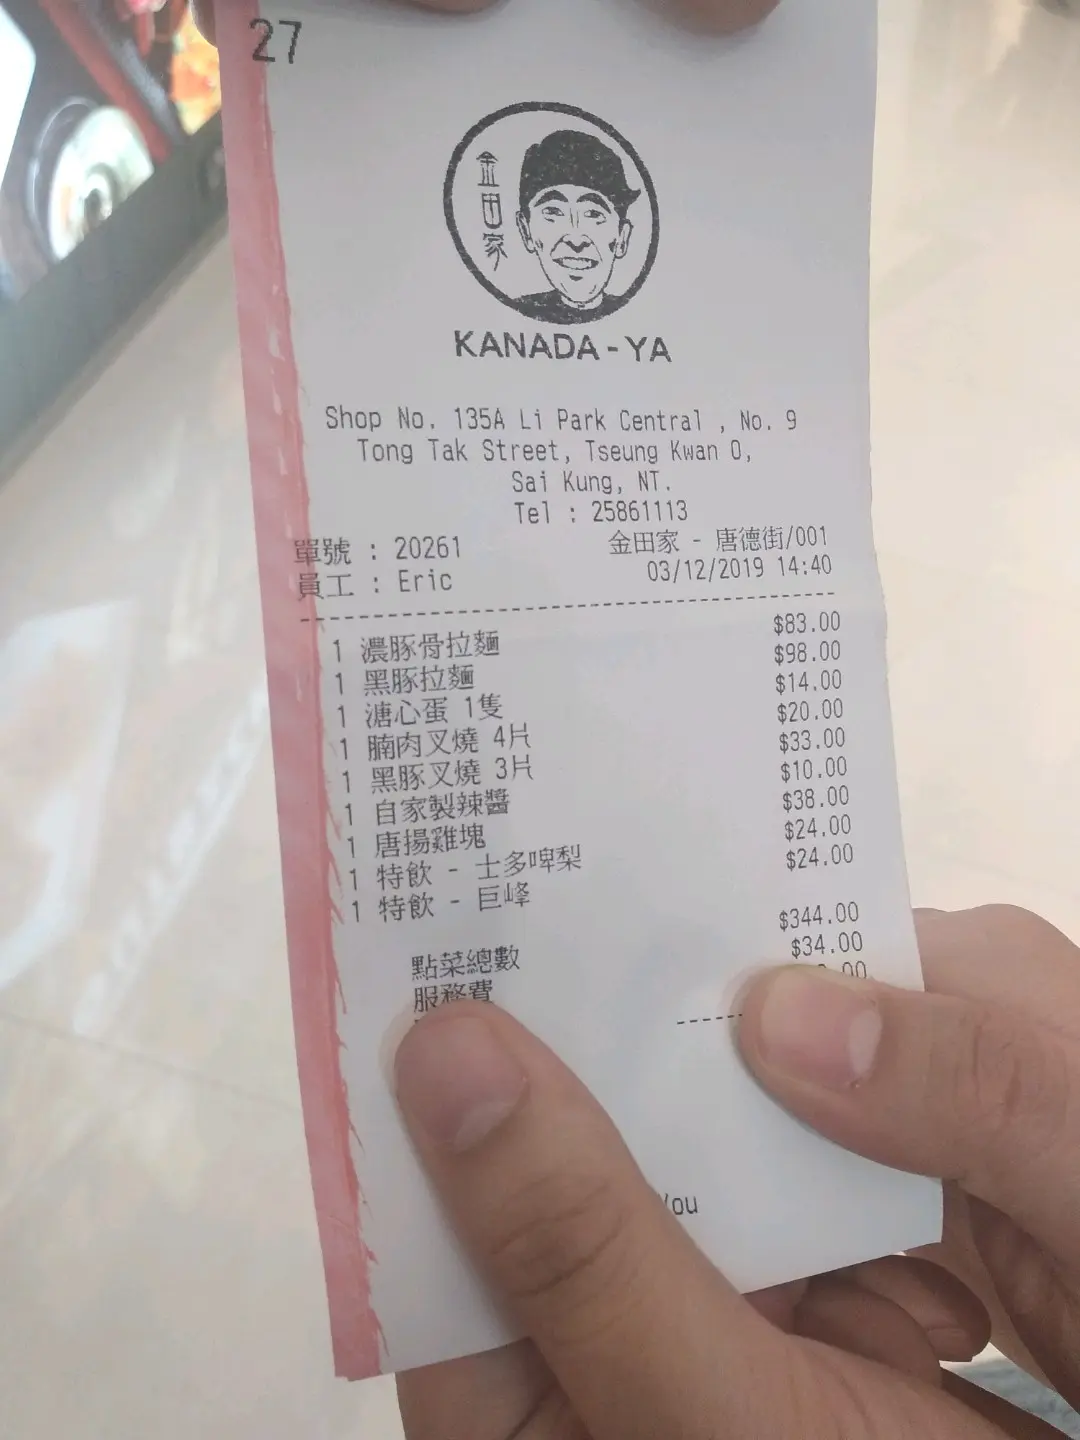 27
金田家
KANADA-YA
Shop No. 135A Li Park Central , No. 9
Tong Tak Street, Tseung Kwan O,
Sai Kung, NT.
Tel : 25861113
單號 : 20261 金田家 - 唐德街/001
員工 : Eric 03/12/2019 14:40
1 濃豚骨拉麵 $83.00
1 黑豚拉麵 $98.00
1 溏心蛋 1隻 $14.00
1 腩肉叉燒 4片 $20.00
1 黑豚叉燒 3片 $33.00
1 自家製辣醬 $10.00
1 唐揚雞塊 $38.00
1 特飲 - 士多啤梨 $24.00
1 特飲 - 巨峰 $24.00
點菜總數 $344.00
服務費 $34.00